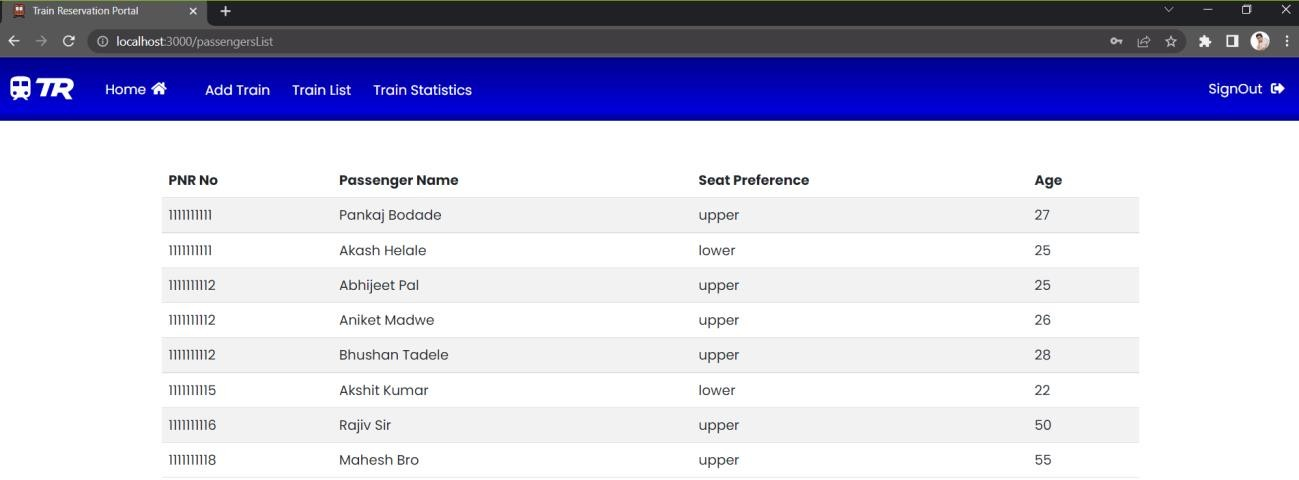 Train Reservation Portal
localhost:3000/passengersList
TR Home Add Train Train List Train Statistics SignOut
PNR No Passenger Name Seat Preference Age
1111111111 Pankaj Bodade upper 27
1111111111 Akash Helale lower 25
1111111112 Abhijeet Pal upper 25
1111111112 Aniket Madwe upper 26
1111111112 Bhushan Tadele upper 28
1111111115 Akshit Kumar lower 22
1111111116 Rajiv Sir upper 50
1111111118 Mahesh Bro upper 55